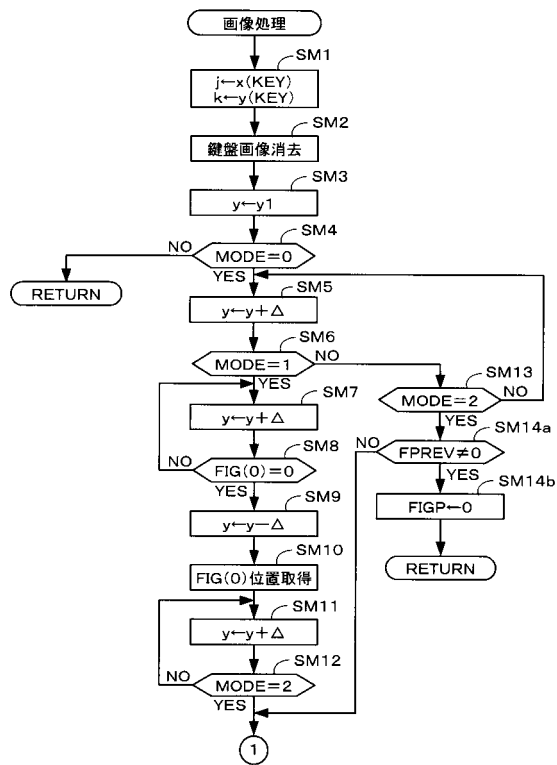 画像処理
SM1
j←x(KEY)
k←y(KEY)
SM2
鍵盤画像消去
SM3
y←y1
SM4
NO
MODE=0
YES
RETURN
SM5
y←y+△
SM6
MODE=1
NO
YES
SM13
MODE=2
NO
YES
SM7
y←y+△
SM14a
NO
FPREV≠0
YES
SM8
NO
FIG(0)=0
YES
SM14b
FIGP←0
SM9
y←y−△
RETURN
SM10
FIG(0)位置取得
SM11
y←y+△
SM12
NO
MODE=2
YES
1